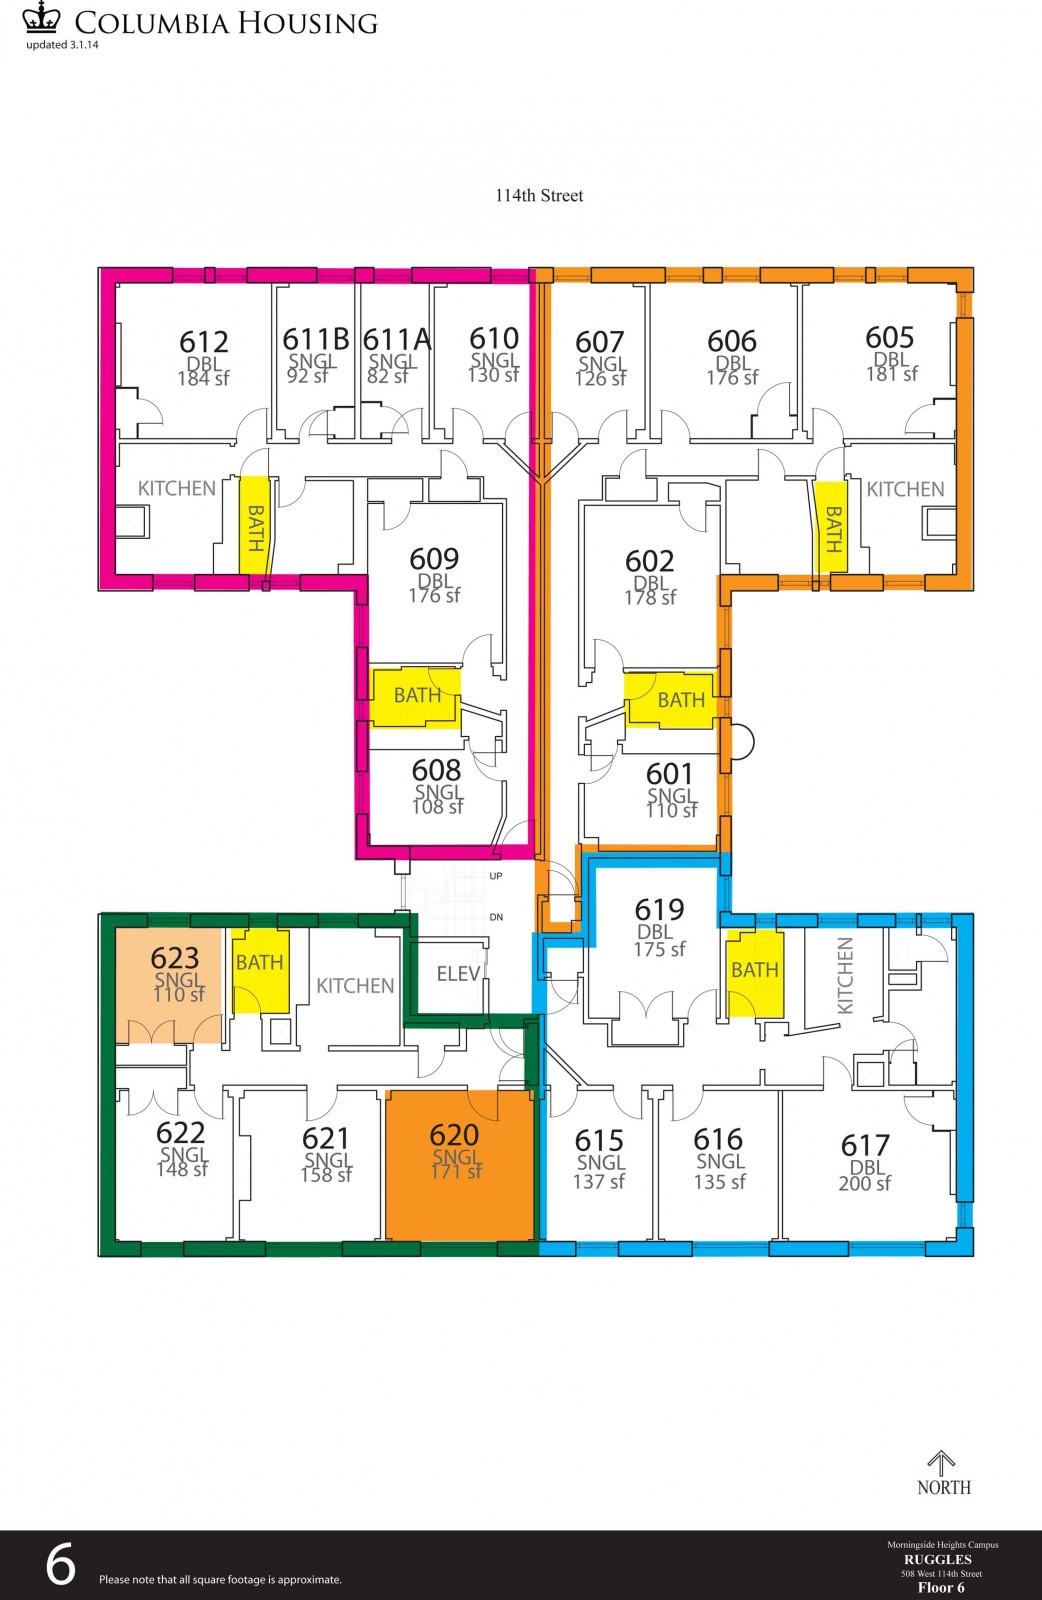 COLUMBIA HOUSING
updated 3.1.14
114th Street
612
DBL
184 sf
611B
SNGL
92 sf
611A
SNGL
82 sf
610
SNGL
130 sf
607
SNGL
126 sf
606
DBL
176 sf
605
DBL
181 sf
KITCHEN
BATH
609
DBL
176 sf
602
DBL
178 sf
BATH
KITCHEN
BATH
BATH
608
SNGL
108 sf
601
SNGL
110 sf
UP
DN
619
DBL
175 sf
623
SNGL
110 sf
BATH
KITCHEN
ELEV
BATH
KITCHEN
622
SNGL
148 sf
621
SNGL
158 sf
620
SNGL
171 sf
615
SNGL
137 sf
616
SNGL
135 sf
617
DBL
200 sf
NORTH
6
Please note that all square footage is approximate.
Morningside Heights Campus
RUGGLES
508 West 114th Street
Floor 6